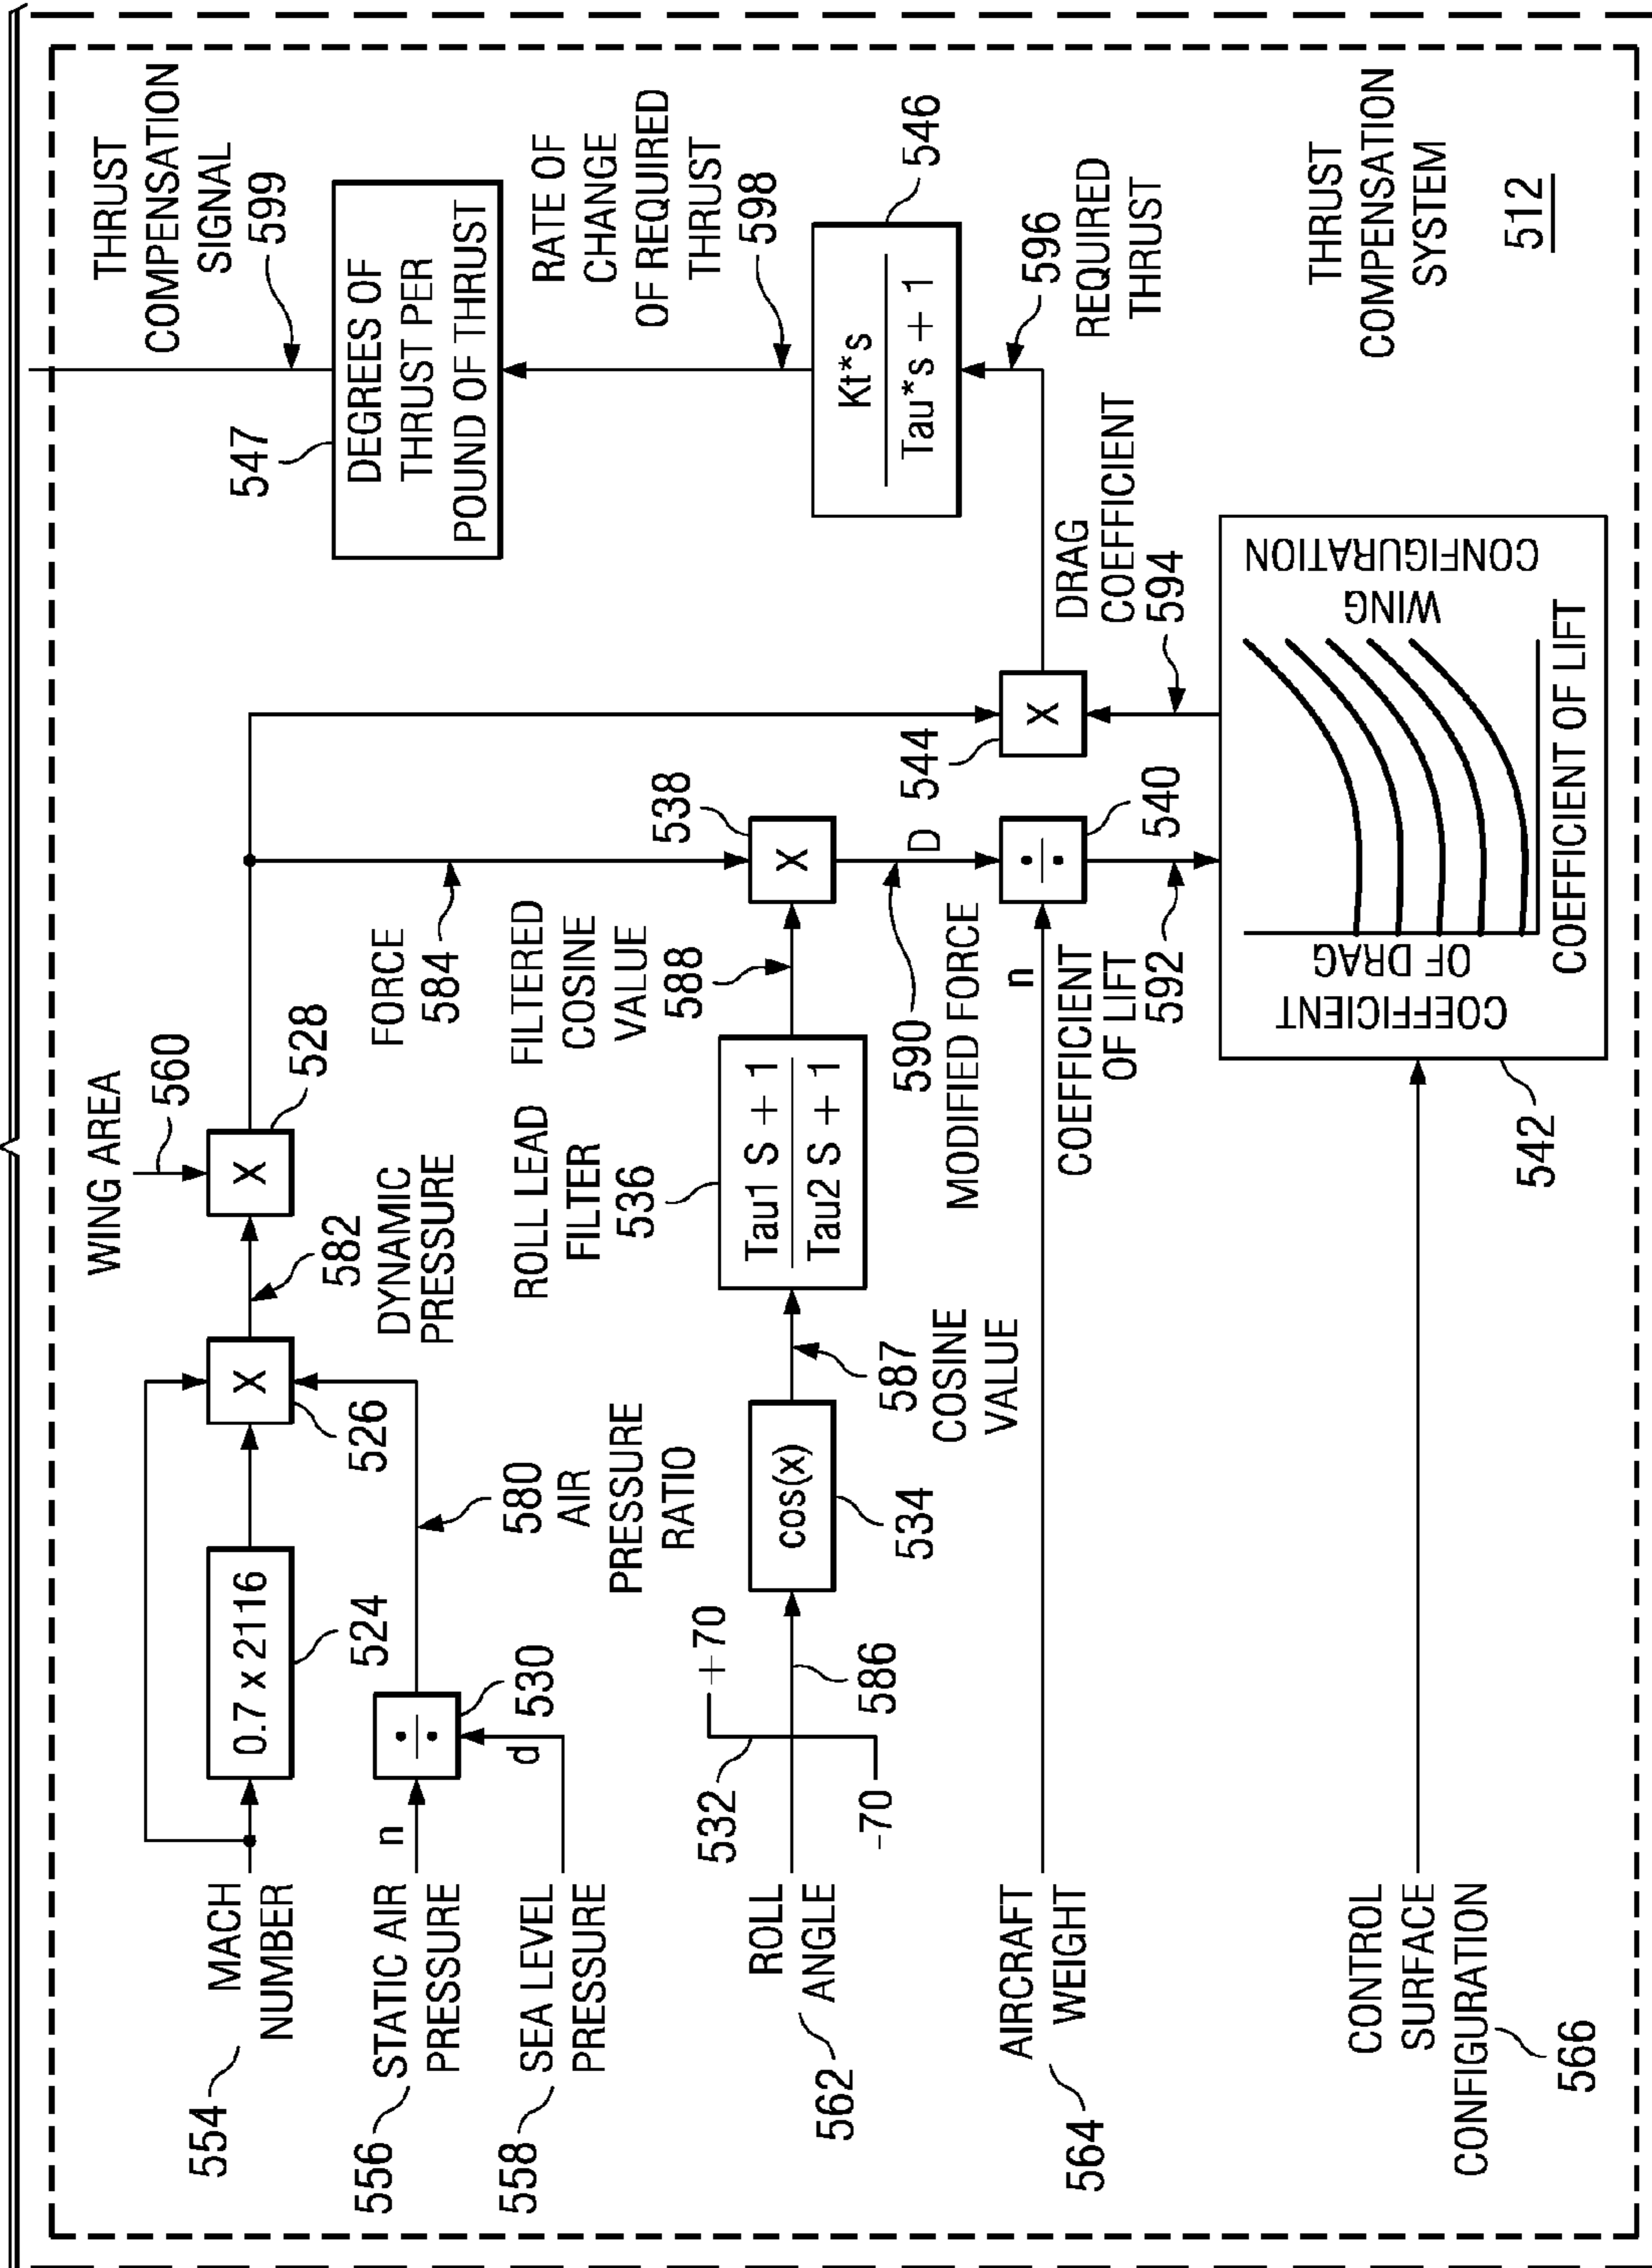 554
MACH
NUMBER
0.7 x 2116
524
X
526
582
DYNAMIC
PRESSURE
WING AREA
560
X
528
556
STATIC AIR
PRESSURE
n
÷
530
d
558
SEA LEVEL
PRESSURE
580
AIR
PRESSURE
RATIO
FORCE
584
562
ROLL
ANGLE
532
+70
-70
586
cos(x)
534
587
COSINE
VALUE
ROLL LEAD
FILTER
536
Tau1 S + 1
Tau2 S + 1
FILTERED
COSINE
VALUE
588
X
538
590
MODIFIED FORCE
D
564
AIRCRAFT
WEIGHT
n
÷
540
COEFFICIENT
OF LIFT
592
566
CONTROL
SURFACE
CONFIGURATION
542
COEFFICIENT
OF DRAG
WING
CONFIGURATION
COEFFICIENT OF LIFT
X
544
DRAG
COEFFICIENT
594
596
REQUIRED
THRUST
Kt*s
Tau*s + 1
546
RATE OF
CHANGE
OF REQUIRED
THRUST
598
547
DEGREES OF
THRUST PER
POUND OF THRUST
THRUST
COMPENSATION
SIGNAL
599
THRUST
COMPENSATION
SYSTEM
512